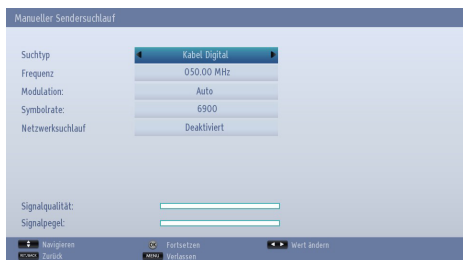 Manueller Sendersuchlauf
Suchtyp Kabel Digital
Frequenz 050.00 MHz
Modulation: Auto
Symbolrate: 6900
Netzwerksuchlauf Deaktiviert
Signalqualität:
Signalpegel:
Navigieren OK Fortsetzen Wert ändern
RET/BACK Zurück MENU Verlassen